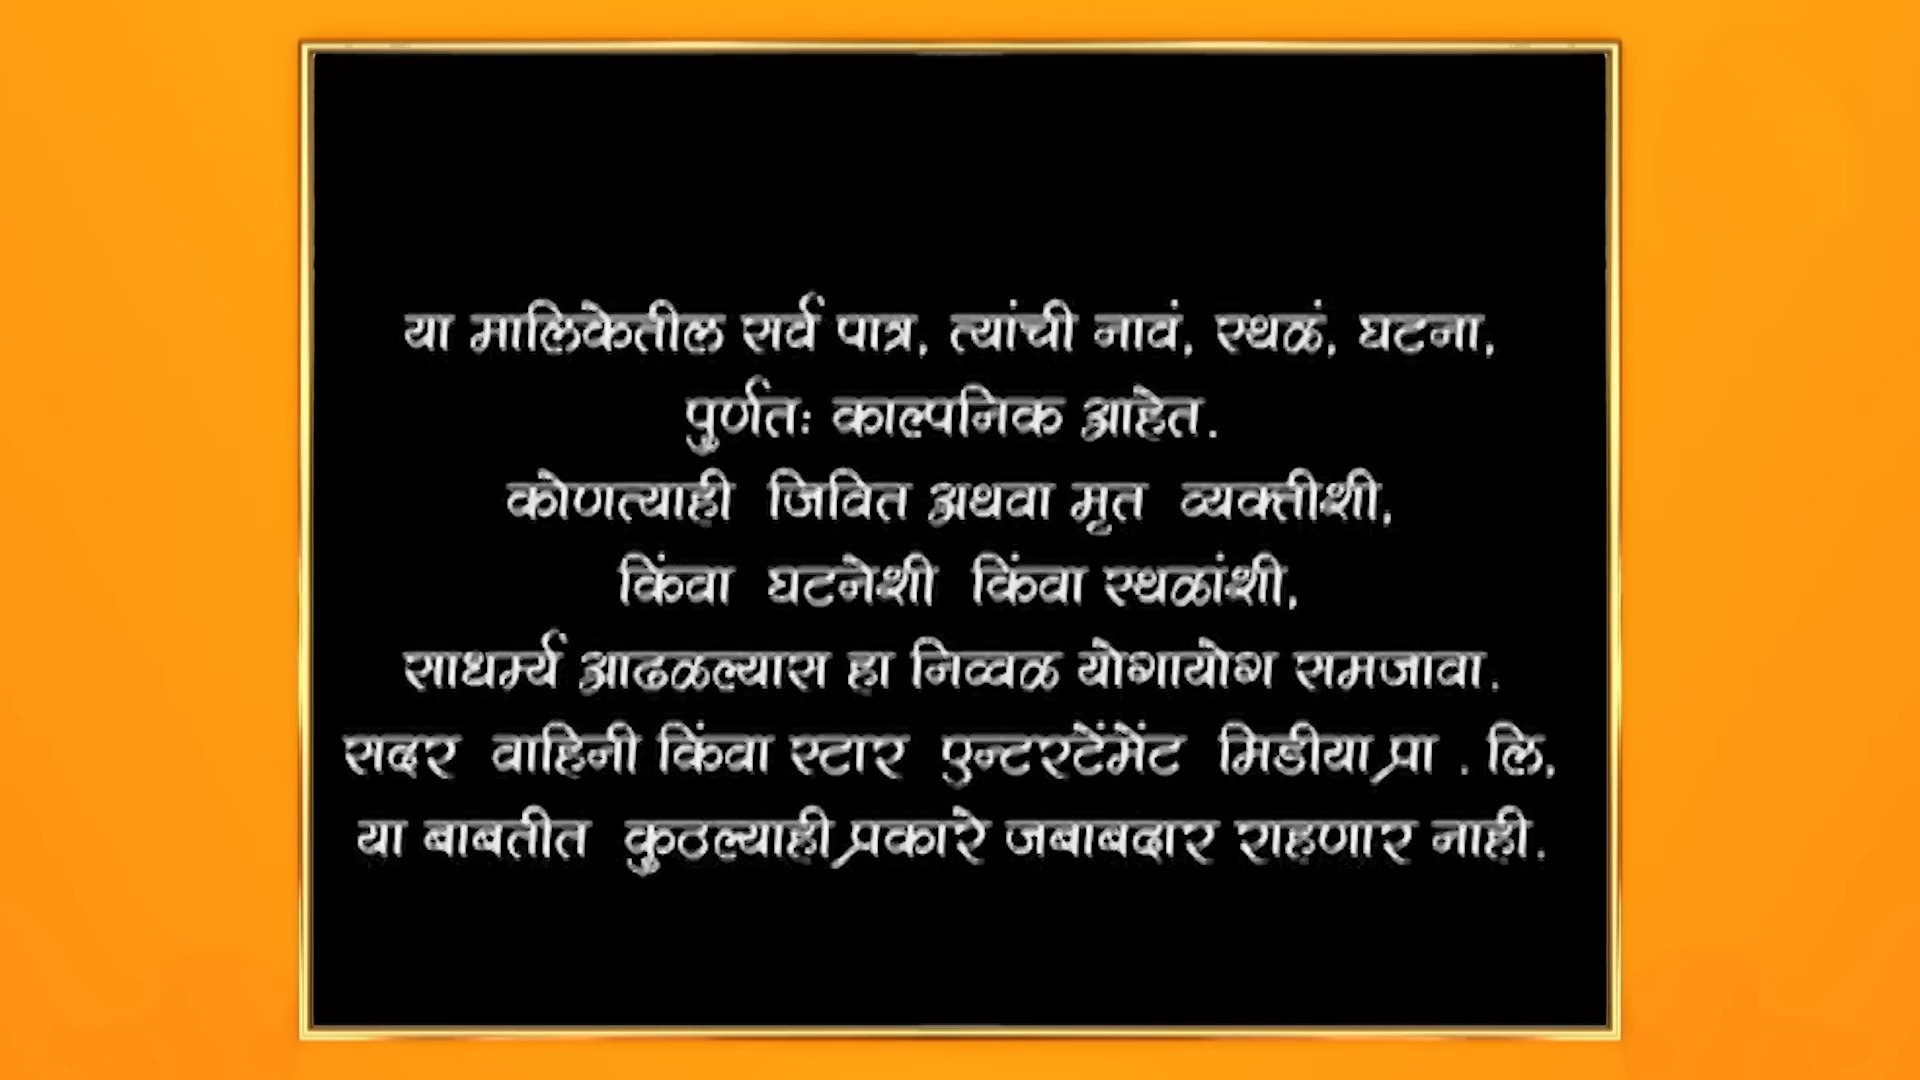 या मालिकेतील सर्व पात्र, त्यांची नावं, स्थळं, घटना,
पुर्णतः काल्पनिक आहेत.
कोणत्याही जिवित अथवा मृत व्यक्तीशी,
किंवा घटनेशी किंवा स्थळांशी,
साधर्म्य आढळल्यास हा निव्वळ योगायोग समजावा.
सदर वाहिनी किंवा स्टार एन्टरटेंमेंट मिडीया प्रा . लि,
या बाबतीत कुठल्याही प्रकारे जबाबदार राहणार नाही.